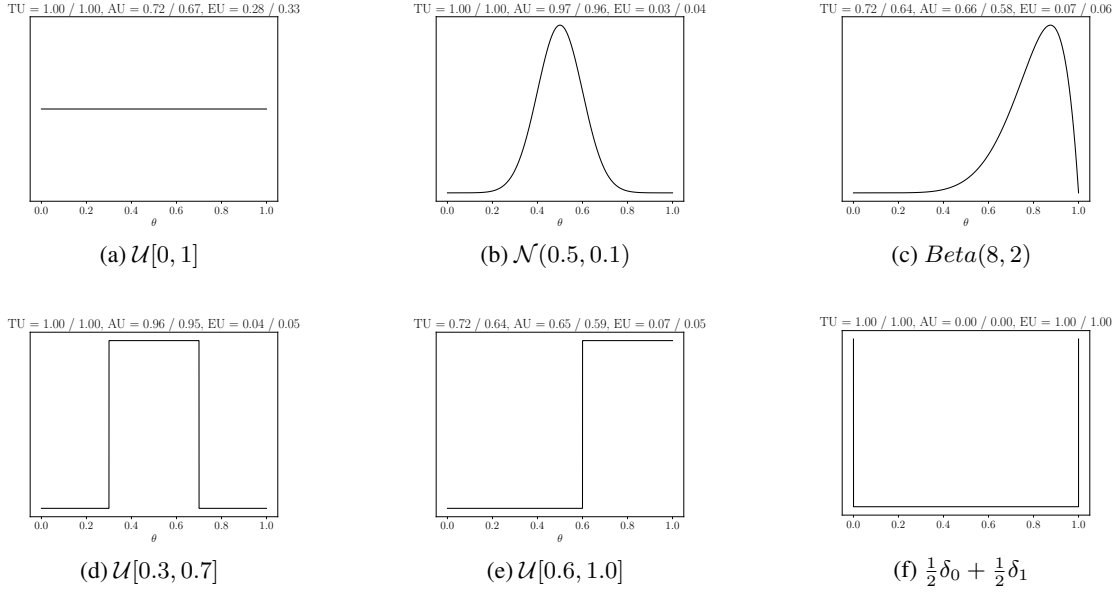 TU = 1.00 / 1.00, AU = 0.72 / 0.67, EU = 0.28 / 0.33
0.0 0.2 0.4 0.6 0.8 1.0
θ
(a) 𝒰[0, 1]
TU = 1.00 / 1.00, AU = 0.97 / 0.96, EU = 0.03 / 0.04
0.0 0.2 0.4 0.6 0.8 1.0
θ
(b) 𝒩(0.5, 0.1)
TU = 0.72 / 0.64, AU = 0.66 / 0.58, EU = 0.07 / 0.06
0.0 0.2 0.4 0.6 0.8 1.0
θ
(c) Beta(8, 2)
TU = 1.00 / 1.00, AU = 0.96 / 0.95, EU = 0.04 / 0.05
0.0 0.2 0.4 0.6 0.8 1.0
θ
(d) 𝒰[0.3, 0.7]
TU = 0.72 / 0.64, AU = 0.65 / 0.59, EU = 0.07 / 0.05
0.0 0.2 0.4 0.6 0.8 1.0
θ
(e) 𝒰[0.6, 1.0]
TU = 1.00 / 1.00, AU = 0.00 / 0.00, EU = 1.00 / 1.00
0.0 0.2 0.4 0.6 0.8 1.0
θ
(f) ½δ₀ + ½δ₁